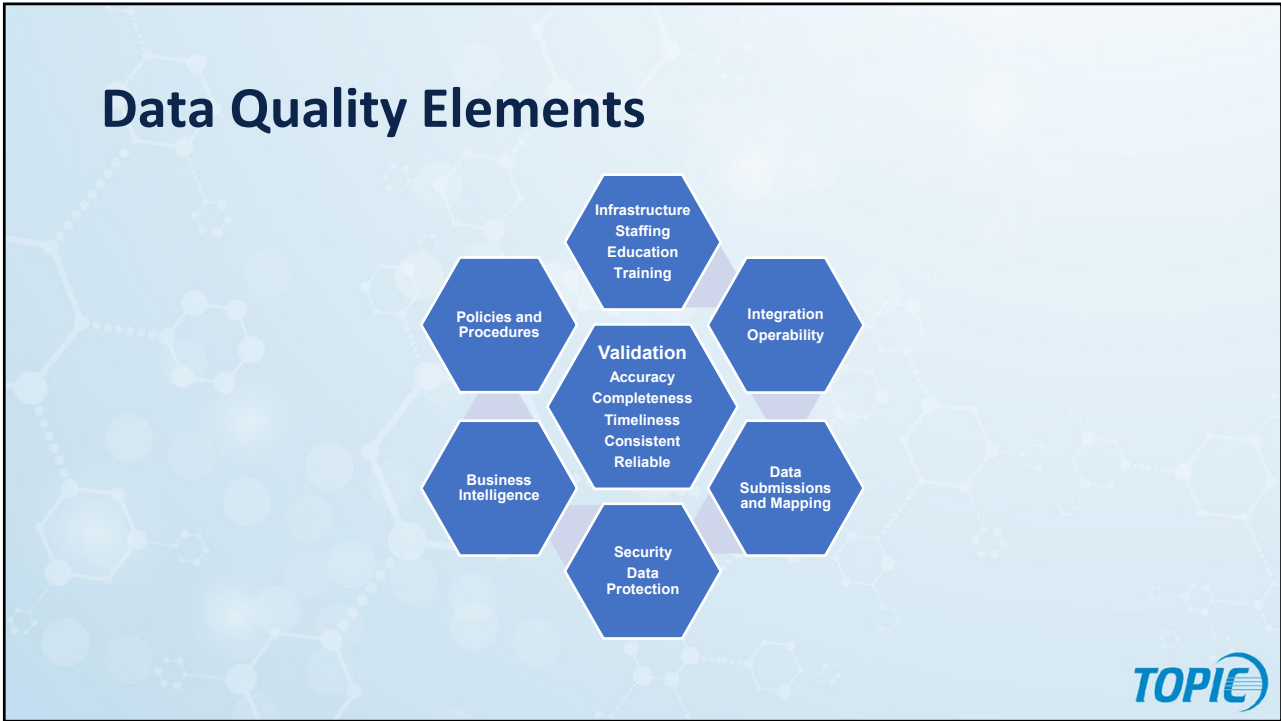 Data Quality Elements
Infrastructure
Staffing
Education
Training
Integration
Operability
Data
Submissions
and Mapping
Security
Data
Protection
Business
Intelligence
Policies and
Procedures
Validation
Accuracy
Completeness
Timeliness
Consistent
Reliable
TOPIC